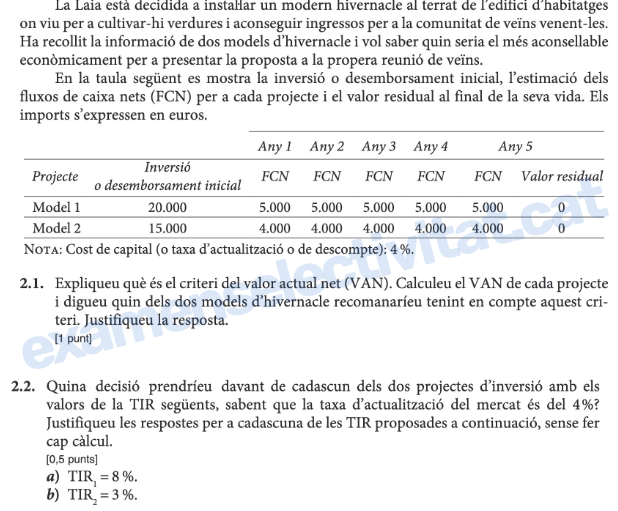 La Laia està decidida a instal·lar un modern hivernacle al terrat de l'edifici d'habitatges
on viu per a cultivar-hi verdures i aconseguir ingressos per a la comunitat de veïns venent-les.
Ha recollit la informació de dos models d'hivernacle i vol saber quin seria el més aconsellable
econòmicament per a presentar la proposta a la propera reunió de veïns.
En la taula següent es mostra la inversió o desemborsament inicial, l'estimació dels
fluxos de caixa nets (FCN) per a cada projecte i el valor residual al final de la seva vida. Els
imports s'expressen en euros.
Any 1 Any 2 Any 3 Any 4 Any 5
Projecte Inversió o desemborsament inicial FCN FCN FCN FCN FCN Valor residual
Model 1 20.000 5.000 5.000 5.000 5.000 5.000 0
Model 2 15.000 4.000 4.000 4.000 4.000 4.000 0
NOTA: Cost de capital (o taxa d'actualització o de descompte): 4 %.
2.1. Expliqueu què és el criteri del valor actual net (VAN). Calculeu el VAN de cada projecte
i digueu quin dels dos models d'hivernacle recomanaríeu tenint en compte aquest cri-
teri. Justifiqueu la resposta.
[1 punt]
2.2. Quina decisió prendríeu davant de cadascun dels dos projectes d'inversió amb els
valors de la TIR següents, sabent que la taxa d'actualització del mercat és del 4 %?
Justifiqueu les respostes per a cadascuna de les TIR proposades a continuació, sense fer
cap càlcul.
[0,5 punts]
a) TIR1 = 8 %.
b) TIR2 = 3 %.
examenselectivitat.cat